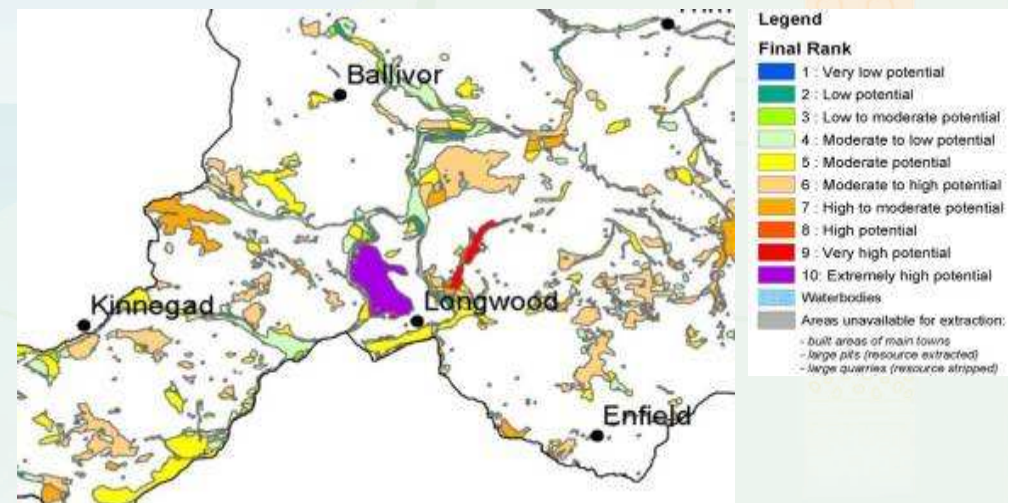 Ballivor
Kinnegad
Longwood
Enfield
Legend
Final Rank
1 : Very low potential
2 : Low potential
3 : Low to moderate potential
4 : Moderate to low potential
5 : Moderate potential
6 : Moderate to high potential
7 : High to moderate potential
8 : High potential
9 : Very high potential
10: Extremely high potential
Waterbodies
Areas unavailable for extraction:
- built areas of main towns
- large pits (resource extracted)
- large quarries (resource stripped)